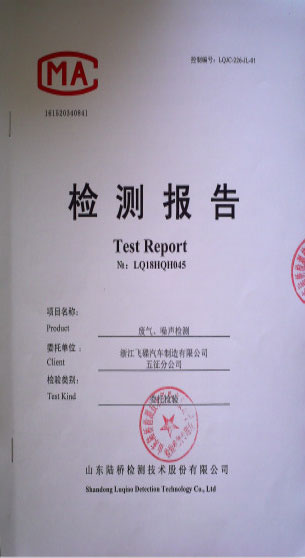 MA
控制编号：LQJC-226-JL-01
161520340841
检 测 报 告
Test Report
№：LQ18HQH045
项目名称：
Product
废气、噪声检测
委托单位：
Client
浙江飞碟汽车制造有限公司
五征分公司
检验类别：
Test Kind
委托检验
山东陆桥检测技术股份有限公司
Shandong Luqiao Detection Technology Co., Ltd